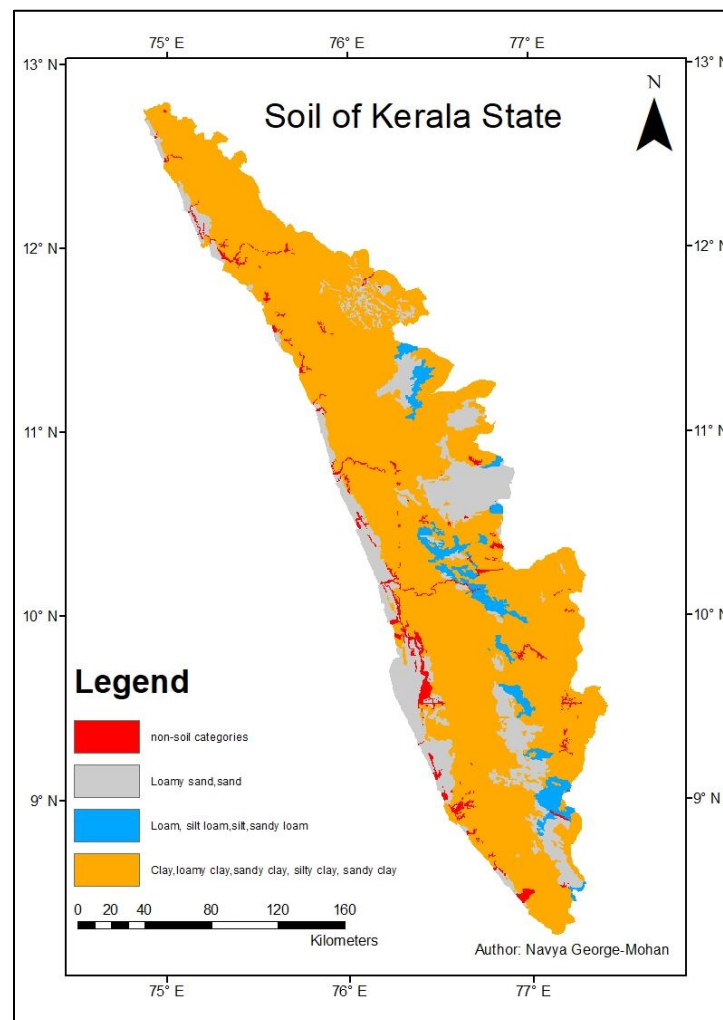 75° E 76° E 77° E
13° N 13° N
Soil of Kerala State
N
12° N 12° N
11° N 11° N
10° N 10° N
Legend
non-soil categories
Loamy sand,sand
9° N 9° N
Loam, silt loam,silt,sandy loam
Clay,loamy clay,sandy clay, silty clay, sandy clay
0 20 40 80 120 160
Kilometers
Author: Navya George-Mohan
75° E 76° E 77° E